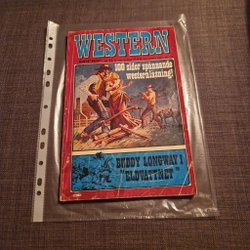 WESTERN
100 sidor spännande
westernläsning!
BUDDY LONGWAY I
"ELDVATTNET"